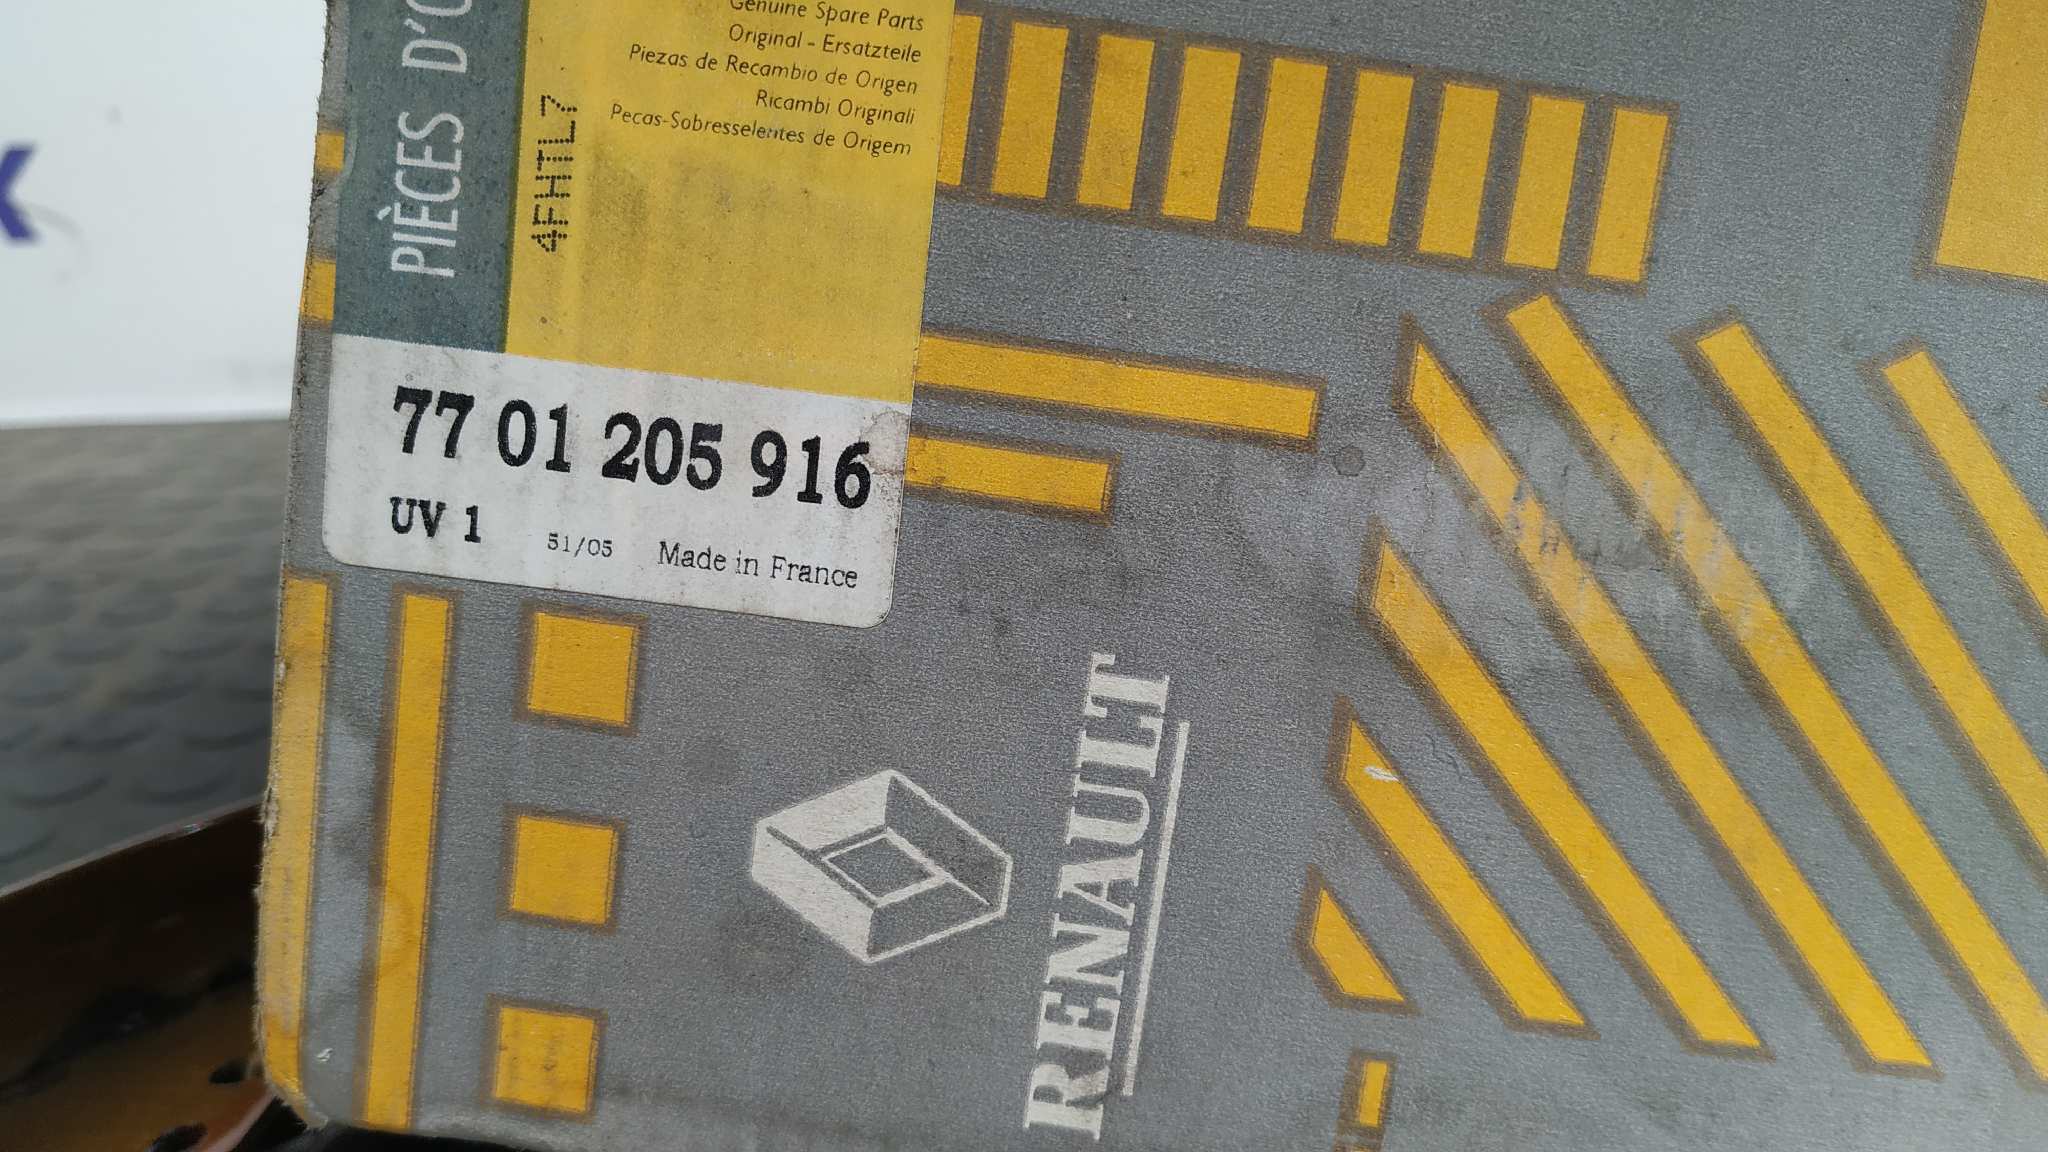 PIÈCES D'O
4FHTL7
Genuine Spare Parts
Original - Ersatzteile
Piezas de Recambio de Origen
Ricambi Originali
Pecas-Sobresselentes de Origem
77 01 205 916
UV 1 51/05 Made in France
RENAULT